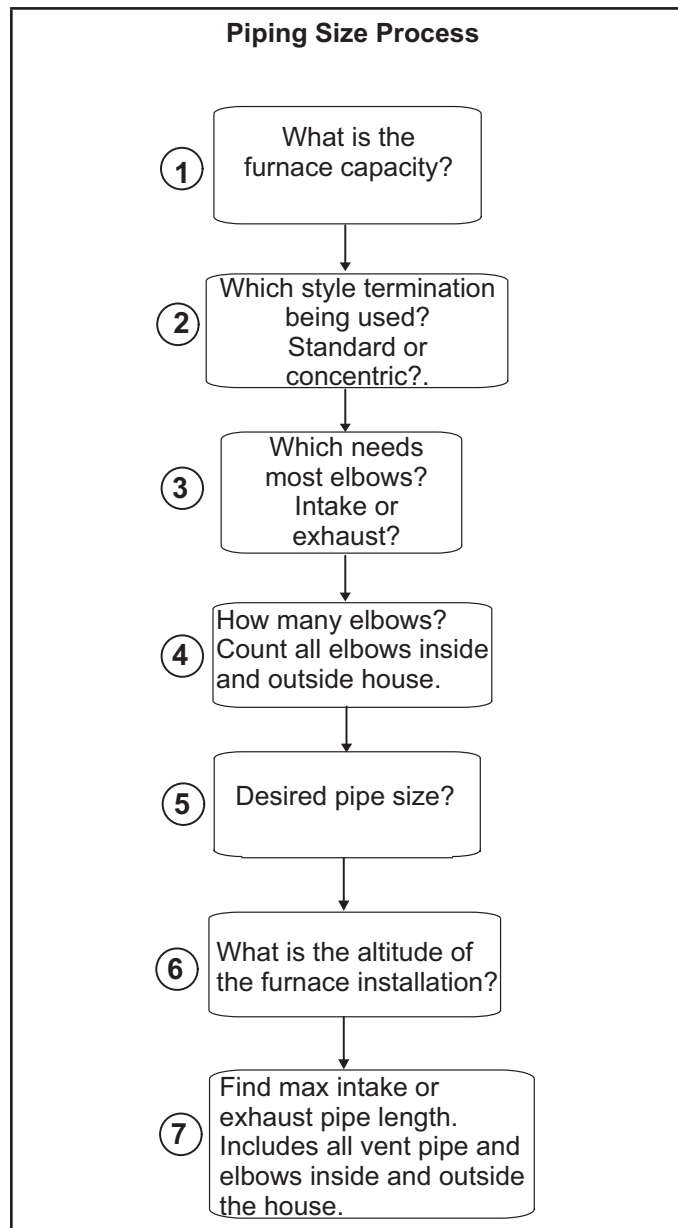 Piping Size Process
1
What is the
furnace capacity?
2
Which style termination
being used?
Standard or
concentric?.
3
Which needs
most elbows?
Intake or
exhaust?
4
How many elbows?
Count all elbows inside
and outside house.
5
Desired pipe size?
6
What is the altitude of
the furnace installation?
7
Find max intake or
exhaust pipe length.
Includes all vent pipe and
elbows inside and outside
the house.